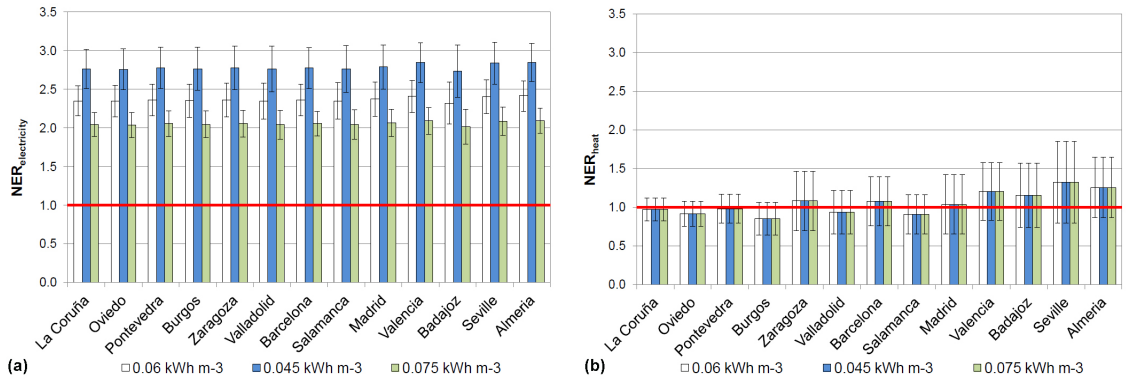 NERelectricity
3.5
3.0
2.5
2.0
1.5
1.0
0.5
0.0
La Coruña
Oviedo
Pontevedra
Burgos
Zaragoza
Valladolid
Barcelona
Salamanca
Madrid
Valencia
Badajoz
Seville
Almeria
(a)
0.06 kWh m-3
0.045 kWh m-3
0.075 kWh m-3
NERheat
3.5
3.0
2.5
2.0
1.5
1.0
0.5
0.0
La Coruña
Oviedo
Pontevedra
Burgos
Zaragoza
Valladolid
Barcelona
Salamanca
Madrid
Valencia
Badajoz
Seville
Almeria
(b)
0.06 kWh m-3
0.045 kWh m-3
0.075 kWh m-3